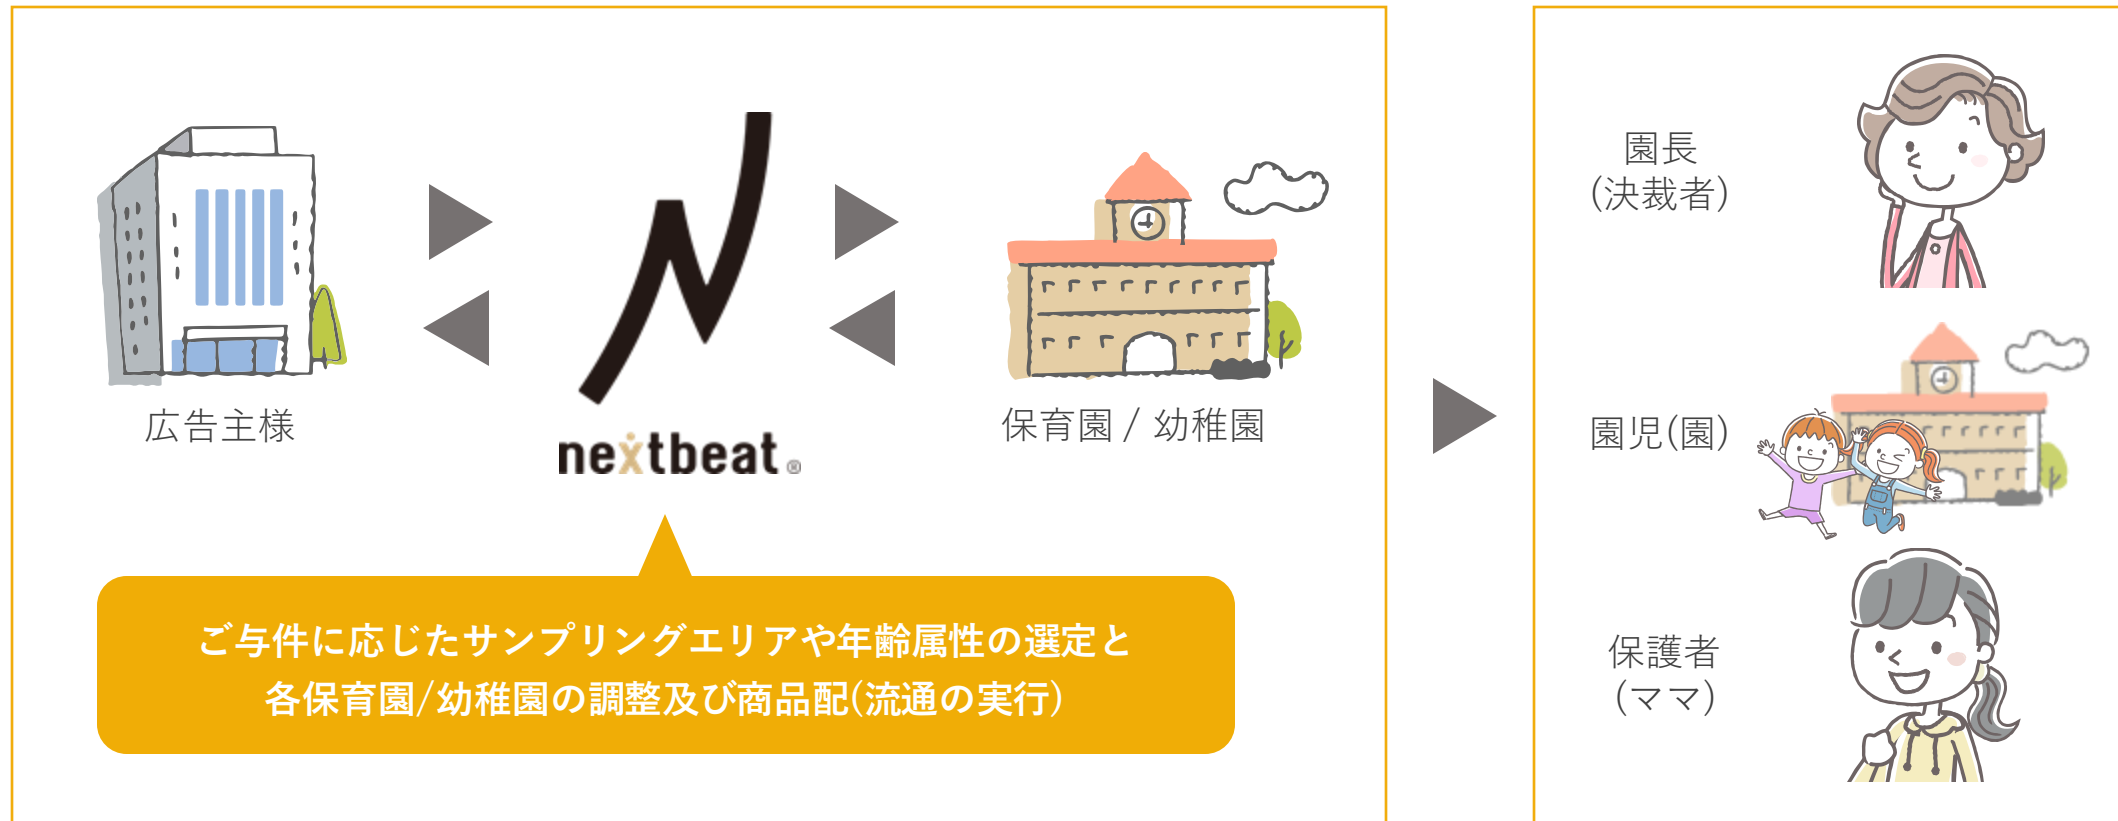 広告主様
nextbeat®
保育園 / 幼稚園
ご与件に応じたサンプリングエリアや年齢属性の選定と
各保育園/幼稚園の調整及び商品配(流通の実行)
園長
(決裁者)
園児(園)
保護者
(ママ)